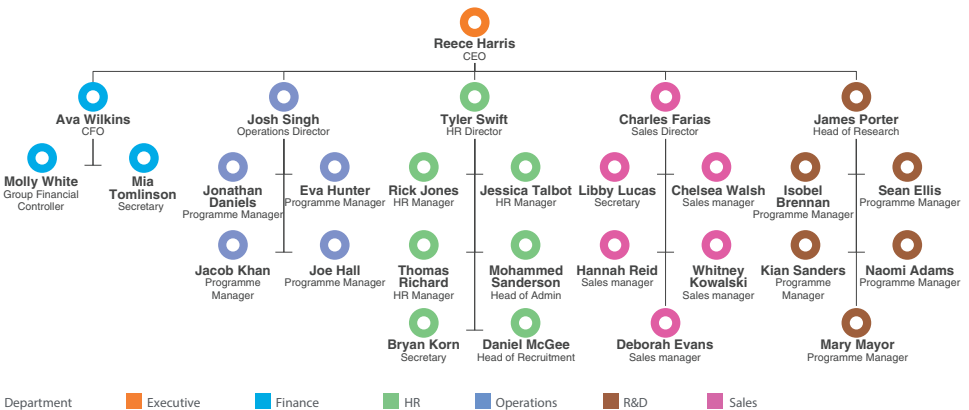 Reece Harris
CEO
Ava Wilkins
CFO
Josh Singh
Operations Director
Tyler Swift
HR Director
Charles Farias
Sales Director
James Porter
Head of Research
Molly White
Group Financial
Controller
Mia
Tomlinson
Secretary
Jonathan
Daniels
Programme Manager
Eva Hunter
Programme Manager
Rick Jones
HR Manager
Jessica Talbot
HR Manager
Libby Lucas
Secretary
Chelsea Walsh
Sales manager
Isobel
Brennan
Programme Manager
Sean Ellis
Programme Manager
Jacob Khan
Programme
Manager
Joe Hall
Programme Manager
Thomas
Richard
HR Manager
Mohammed
Sanderson
Head of Admin
Hannah Reid
Sales manager
Whitney
Kowalski
Sales manager
Kian Sanders
Programme
Manager
Naomi Adams
Programme Manager
Bryan Korn
Secretary
Daniel McGee
Head of Recruitment
Deborah Evans
Sales manager
Mary Mayor
Programme Manager
Department Executive Finance HR Operations R&D Sales